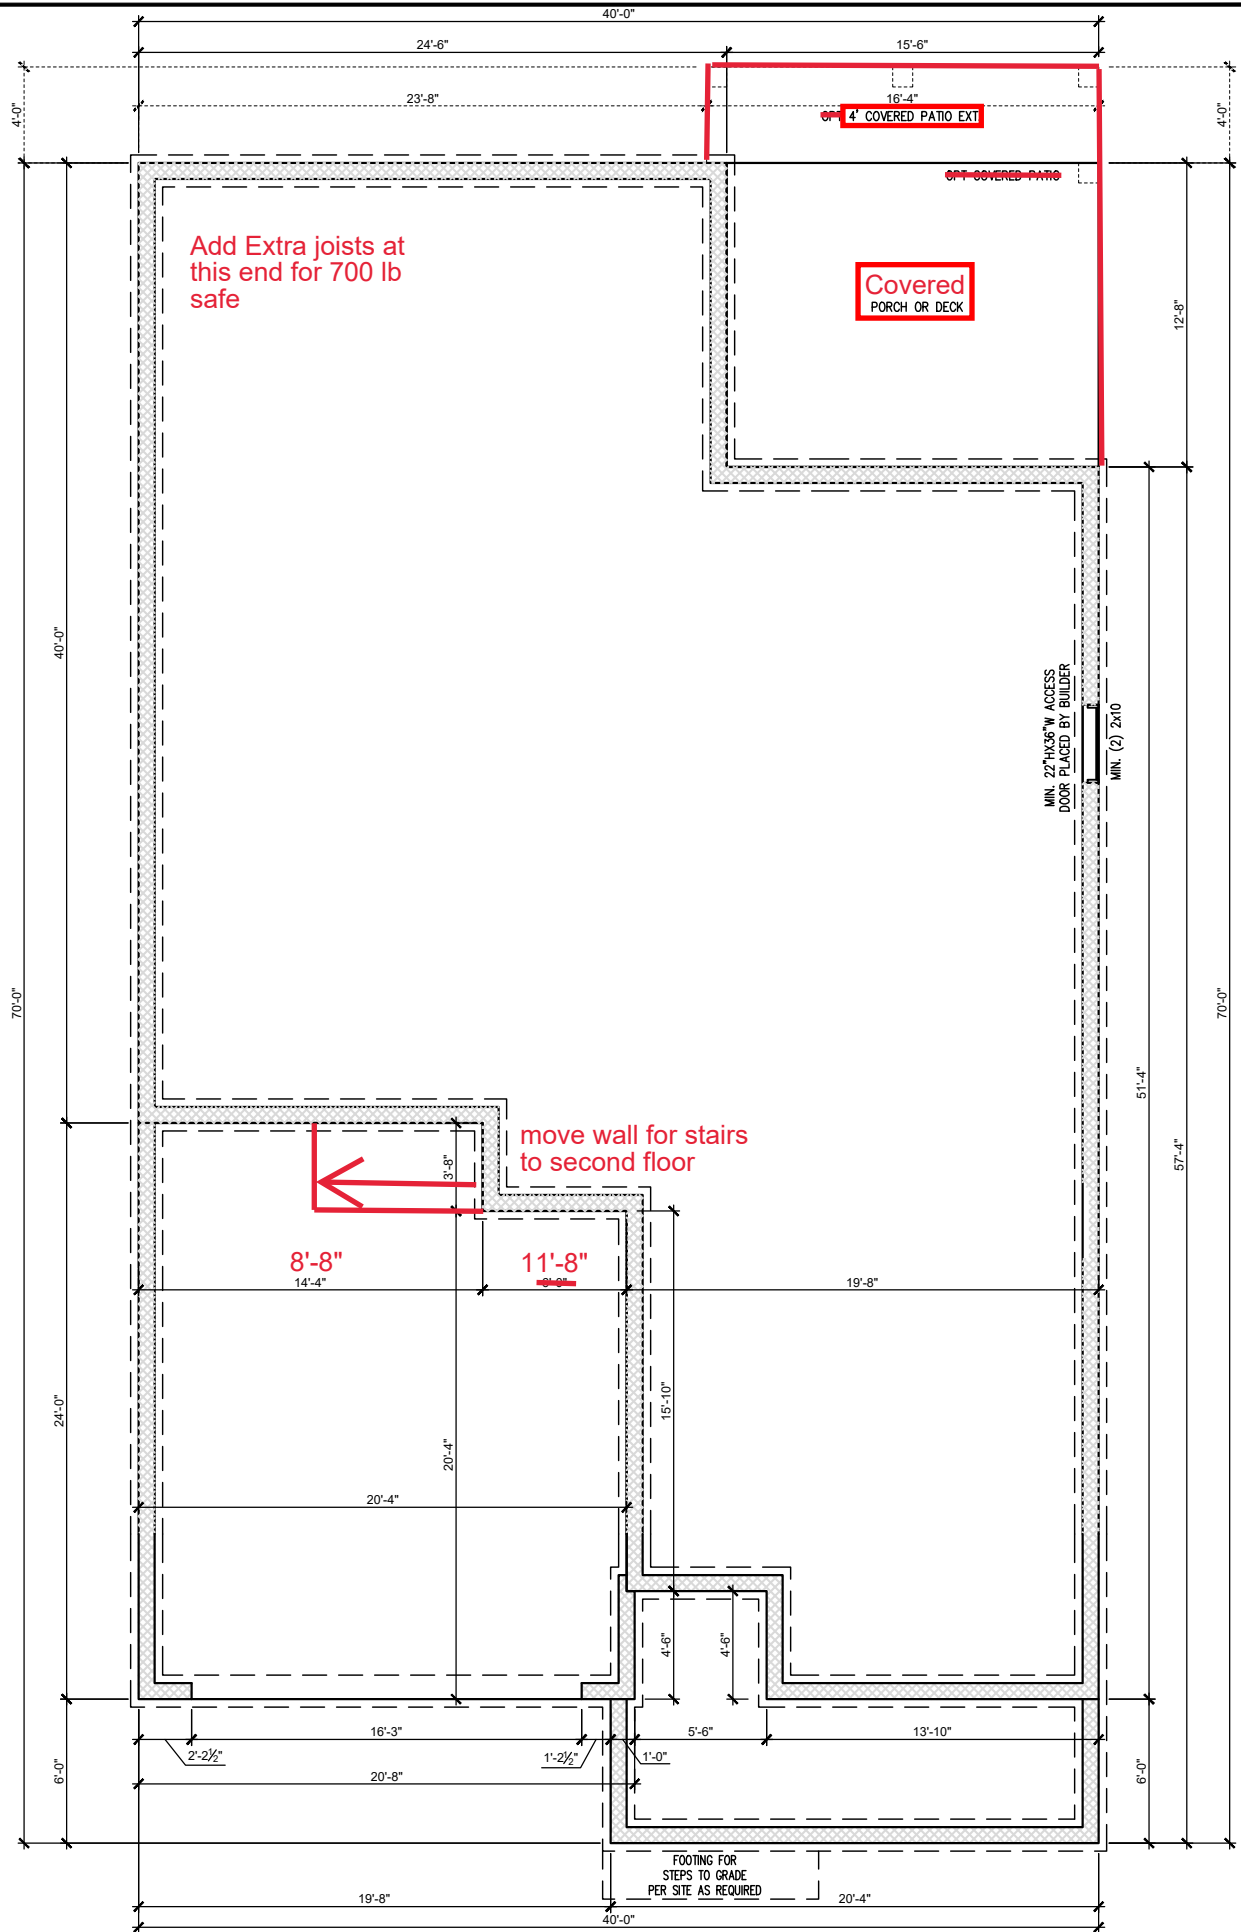 40'-0"
24'-6"
15'-6"
23'-8"
16'-4"
4'-0"
4'-0"
OPT 4' COVERED PATIO EXT
OPT COVERED PATIO
Add Extra joists at
this end for 700 lb
safe
Covered
PORCH OR DECK
12'-8"
40'-0"
MIN. 22"HX36"W ACCESS
DOOR PLACED BY BUILDER
MIN. (2) 2x10
70'-0"
70'-0"
51'-4"
57'-4"
move wall for stairs
to second floor
3'-8"
8'-8"
11'-8"
14'-4"
19'-8"
24'-0"
15'-10"
20'-4"
20'-4"
4'-6"
4'-6"
16'-3"
5'-6"
13'-10"
2'-2½"
1'-2½"
1'-0"
20'-8"
6'-0"
6'-0"
FOOTING FOR
STEPS TO GRADE
PER SITE AS REQUIRED
19'-8"
20'-4"
40'-0"